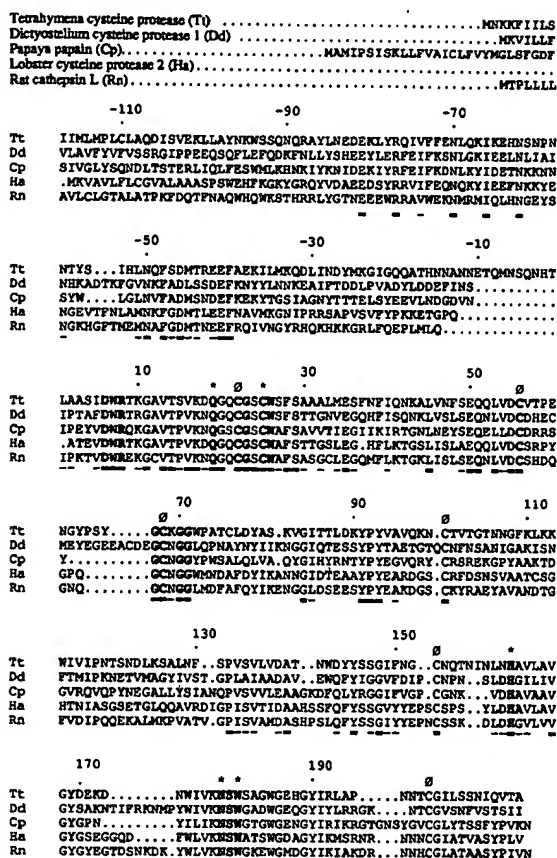 Tetrahymena cysteine protease (Tt) .................. MNKKFIILS
Dictyostelium cysteine protease 1 (Dd) .................. MKVILLF
Papaya papain (Cp) .......... MAMIPSISKLLFVAICLFVYMGLSFGDF
Lobster cysteine protease 2 (Ha) ..................
Rat cathepsin L (Rn) .................. MTPLLLL
-110 -90 -70
Tt IIMLMPLCLAQDISVEKLLAYNKWSSQNQRAYLNEDEKLYRQIVFFENLQKIKEHNSNPN
Dd VLAVFYVFVSSRGIPPEEQSQFLEFQDKFNLLYSHEEYLERFEIFKSNLGKIEELNLIAI
Cp SIVGLYSQNDLTSTERLIQLFESWMLKHNKIYKNIDEKIYRFEIFKDNLKYIDETNKKNN
Ha .MKVAVLFLCGVALAAASPSWEHFKGKYGRQYVDAEEDSYRRVIFEQNQKYIEEFNKKYE
Rn AVLCLGTALATPKFDQTFNAQWHQWKSTHRRLYGTNEEEWRRAVWEKNMRMIQLHNGEYS
-50 -30 -10
Tt NTYS...IHLNQFSDMTREEFAEKILMKQDLINDYMKGIGQQATHNNANNETQMNSQNHT
Dd NHKADTKFGVNKFADLSSDEFKNYYLNNKEAIFTDDLPVADYLDDEFINS..........
Cp SYW....LGLNVFADMSNDEFKEKYTGSIAGNYTTTELSYEEVLNDGDVN..........
Ha NGEVTFNLAMNKFGDMTLEEFNAVMKGNIPRRSAPVSVFYPKKETGPQ............
Rn NGKHGFTMEMNAFGDMTNEEFRQIVNGYRHQKHKKGRLFQEPLMLQ..............
10 * ø * 30 50 ø
Tt LAASIDWRTKGAVTSVKDQGQCGSCWSFSAAALMESFNFIQNKALVNFSEQQLVDCVTPE
Dd IPTAFDWRTRGAVTPVKNQGQCGSCWSFSTTGNVEGQHFISQNKLVSLSEQNLVDCDHEC
Cp IPEYVDWRQKGAVTPVKNQGSCGSCWAFSAVVTIEGIIKIRTGNLNEYSEQELLDCDRRS
Ha .ATEVDWRTKGAVTPVKDQGQCGSCWAFSTTGSLEG.HFLKTGSLISLAEQQLVDCSRPY
Rn IPKTVDWREKGCVTPVKNQGQCGSCWAFSASGCLEGQMFLKTGKLISLSEQNLVDCSHDQ
ø 70 90 ø 110
Tt NGYPSY.....GCKGGWPATCLDYAS.KVGITTLDKYPYVAVQKN.CTVTGTNNGFKLKK
Dd MEYEGEEACDEGCNGGLQPNAYNYIIKNGGIQTESSYPYTAETGTQCNFNSANIGAKISN
Cp Y..........GCNGGYPWSALQLVA.QYGIHYRNTYPYEGVQRY.CRSREKGPYAAKTD
Ha GPQ........GCNGGWMNDAFDYIKANNGIDTEAAYPYEARDGS.CRFDSNSVAATCSG
Rn GNQ........GCNGGLMDFAFQYIKENGGLDSEESYPYEAKDGS.CKYRAEYAVANDTG
130 150 ø *
Tt WIVIPNTSNDLKSALNF..SPVSVLVDAT..NWDYYSSGIFNG...CNQTNINLNHAVLAV
Dd FTMIPKNETVMAGYIVST.GPLAIAADAV..EWQFYIGGVFDIP.CNPN..SLDHGILIV
Cp GVRQVQPYNEGALLYSIANQPVSVVLEAAGKDFQLYRGGIFVGP.CGNK...VDHAVAAV
Ha HTNIASGSETGLQQAVRDIGPISVTIDAAHSSFQFYSSGVYYEPSCSPSY..LDHAVLAV
Rn FVDIPQQEKALMKPVATV.GPISVAMDASHPSLQFYSSGIYYEPNCSSK..DLDHGVLVV
170 * * 190 ø
Tt GYDEKD......NWIVKNSWSAGWGEHGYIRLAP.....NNTCGILSSNIQVTA
Dd GYSAKNTIFRKNMPYWIVKNSWGADWGEQGYIYLRRGK....NTCGVSNFVSTSII
Cp GYGPN.......YILIKNSWGTGWGENGYIRIKRGTGNSYGVCGLYTSSFYPVKN
Ha GYGSEGGQD....FWLVKNSWATSWGDAGYIKMSRNR....NNNCGIATVASYPLV
Rn GYGYEGTDSNKDK.YWLVKNSWGKEWGMDGYIKIAKDR....NNHCGLATAASYPIVN